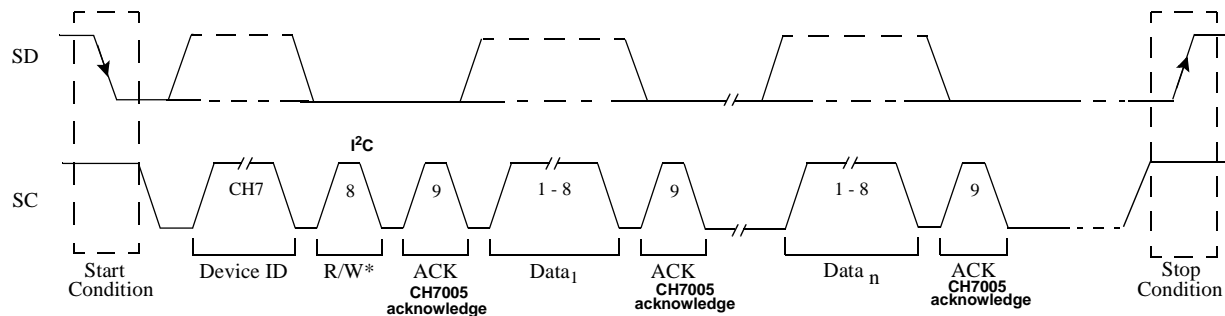 SD
I²C
SC
CH7
8
9
1 - 8
9
1 - 8
9
Start
Condition
Device ID
R/W*
ACK
CH7005
acknowledge
Data1
ACK
CH7005
acknowledge
Data n
ACK
CH7005
acknowledge
Stop
Condition